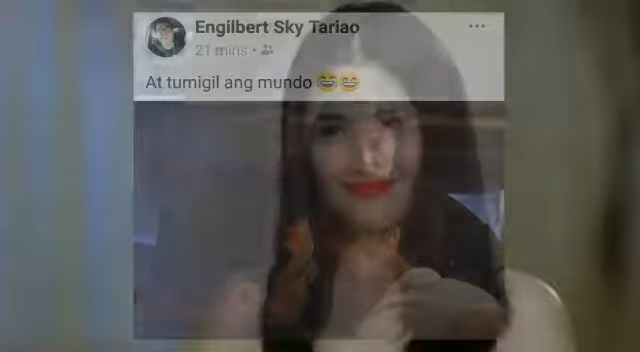 Engilbert Sky Tariao
21 mins
At tumigil ang mundo 😂😄